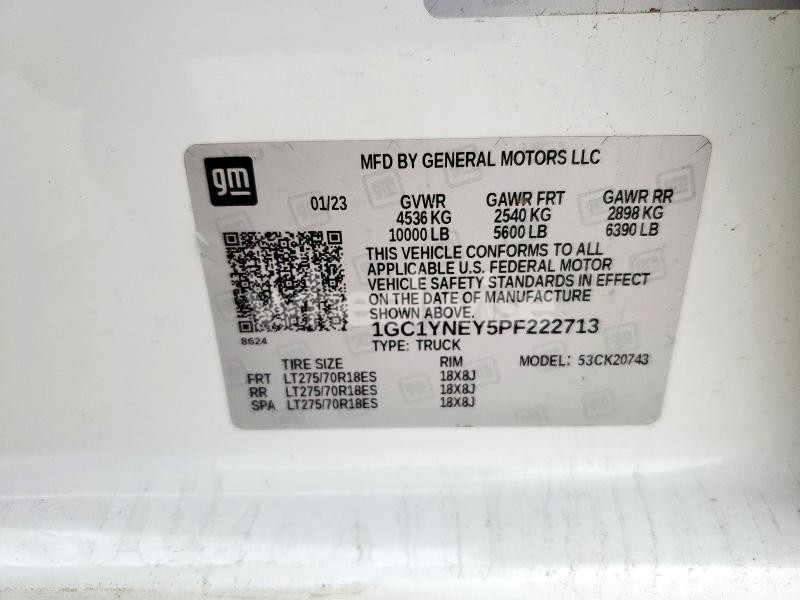 gm
MFD BY GENERAL MOTORS LLC
01/23
GVWR GAWR FRT GAWR RR
4536 KG 2540 KG 2898 KG
10000 LB 5600 LB 6390 LB
THIS VEHICLE CONFORMS TO ALL
APPLICABLE U.S. FEDERAL MOTOR
VEHICLE SAFETY STANDARDS IN EFFECT
ON THE DATE OF MANUFACTURE
SHOWN ABOVE.
1GC1YNEY5PF222713
8624
TYPE: TRUCK
TIRE SIZE RIM MODEL: 53CK20743
FRT LT275/70R18ES 18X8J
RR LT275/70R18ES 18X8J
SPA LT275/70R18ES 18X8J